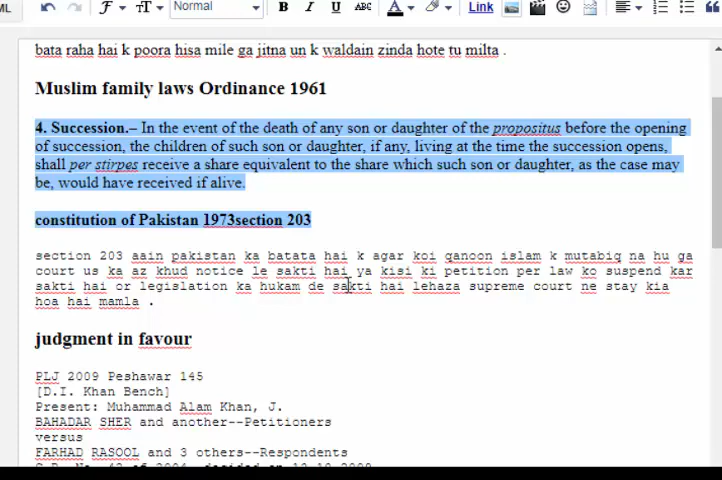 ML Normal B I U ABC A Link
bata raha hai k poora hisa mile ga jitna un k waldain zinda hote tu milta .
Muslim family laws Ordinance 1961
4. Succession.– In the event of the death of any son or daughter of the propositus before the opening
of succession, the children of such son or daughter, if any, living at the time the succession opens,
shall per stirpes receive a share equivalent to the share which such son or daughter, as the case may
be, would have received if alive.
constitution of Pakistan 1973section 203
section 203 aain pakistan ka batata hai k agar koi qanoon islam k mutabiq na hu ga
court us ka az khud notice le sakti hai ya kisi ki petition per law ko suspend kar
sakti hai or legislation ka hukam de sakti hai lehaza supreme court ne stay kia
hoa hai mamla .
judgment in favour
PLJ 2009 Peshawar 145
[D.I. Khan Bench]
Present: Muhammad Alam Khan, J.
BAHADAR SHER and another--Petitioners
versus
FARHAD RASOOL and 3 others--Respondents